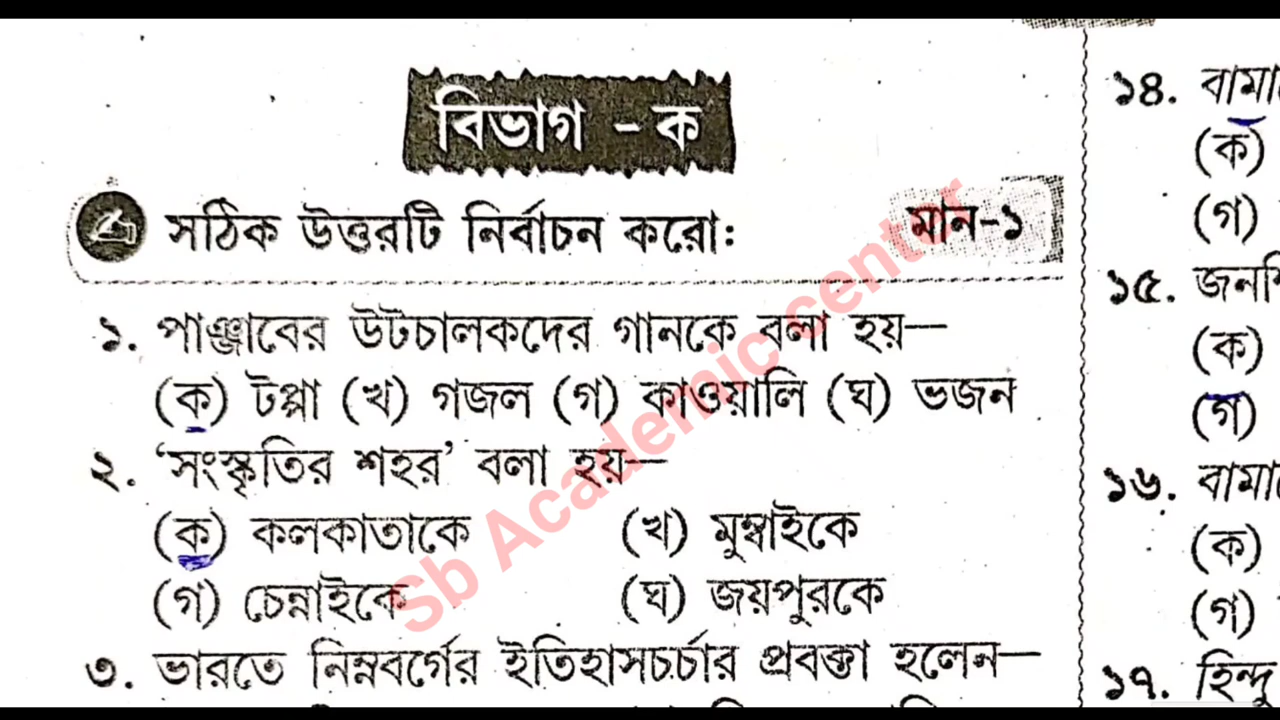 বিভাগ - ক
সঠিক উত্তরটি নির্বাচন করো:
মান-১
১. পাঞ্জাবের উটচালকদের গানকে বলা হয়—
(ক) টপ্পা (খ) গজল (গ) কাওয়ালি (ঘ) ভজন
২. ‘সংস্কৃতির শহর’ বলা হয়—
(ক) কলকাতাকে (খ) মুম্বাইকে
(গ) চেন্নাইকে (ঘ) জয়পুরকে
৩. ভারতে নিম্নবর্গের ইতিহাসচর্চার প্রবক্তা হলেন—
১৪.
(ক)
(গ)
১৫.
(ক)
(গ)
১৬.
(ক)
(গ)
১৭. হিন্দু
Sb Academic center